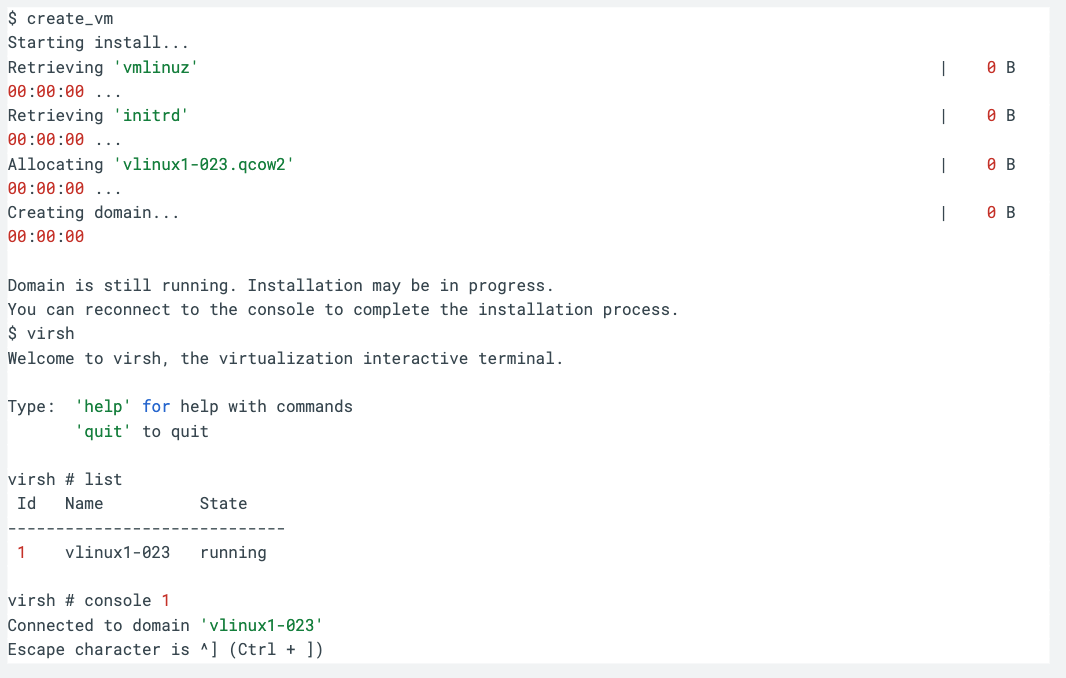 $ create_vm
Starting install...
Retrieving 'vmlinuz' | 0 B
00:00:00 ...
Retrieving 'initrd' | 0 B
00:00:00 ...
Allocating 'vlinux1-023.qcow2' | 0 B
00:00:00 ...
Creating domain... | 0 B
00:00:00
Domain is still running. Installation may be in progress.
You can reconnect to the console to complete the installation process.
$ virsh
Welcome to virsh, the virtualization interactive terminal.
Type:  'help' for help with commands
       'quit' to quit
virsh # list
 Id   Name          State
-----------------------------
 1    vlinux1-023   running
virsh # console 1
Connected to domain 'vlinux1-023'
Escape character is ^] (Ctrl + ])